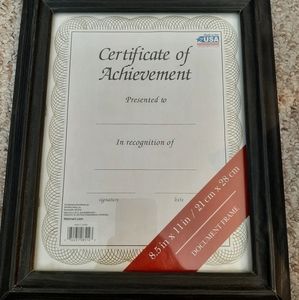 USA
Certificate of
Achievement
Presented to
In recognition of
signature
date
8.5 in x 11 in / 21 cm x 28 cm
DOCUMENT FRAME